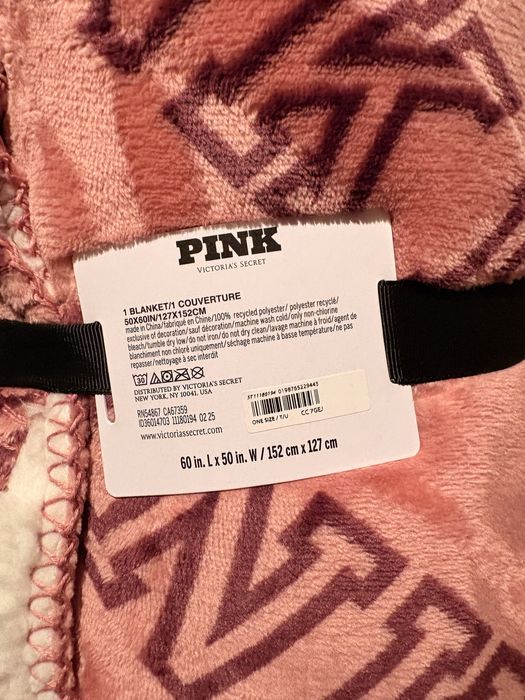 PINK
VICTORIA'S SECRET
1 BLANKET/1 COUVERTURE
50X60IN/127X152CM
made in China/fabriqué en Chine/100% recycled polyester/ polyester recyclé/
exclusive of decoration/sauf décoration/machine wash cold/only non-chlorine
bleach/tumble dry low/do not iron/do not dry clean/lavage machine à froid/agent de
blanchiment non chloré uniquement/séchage machine à basse température/ne pas
repasser/nettoyage à sec interdit
30
DISTRIBUTED BY VICTORIA'S SECRET
NEW YORK, NY 10041, USA
RN54867 CA67359
ID36014703 11180194 02 25
www.victoriassecret.com
ST11180194 0198765229445
ONE SIZE / T/U CC 7GEJ
60 in. L x 50 in. W / 152 cm x 127 cm